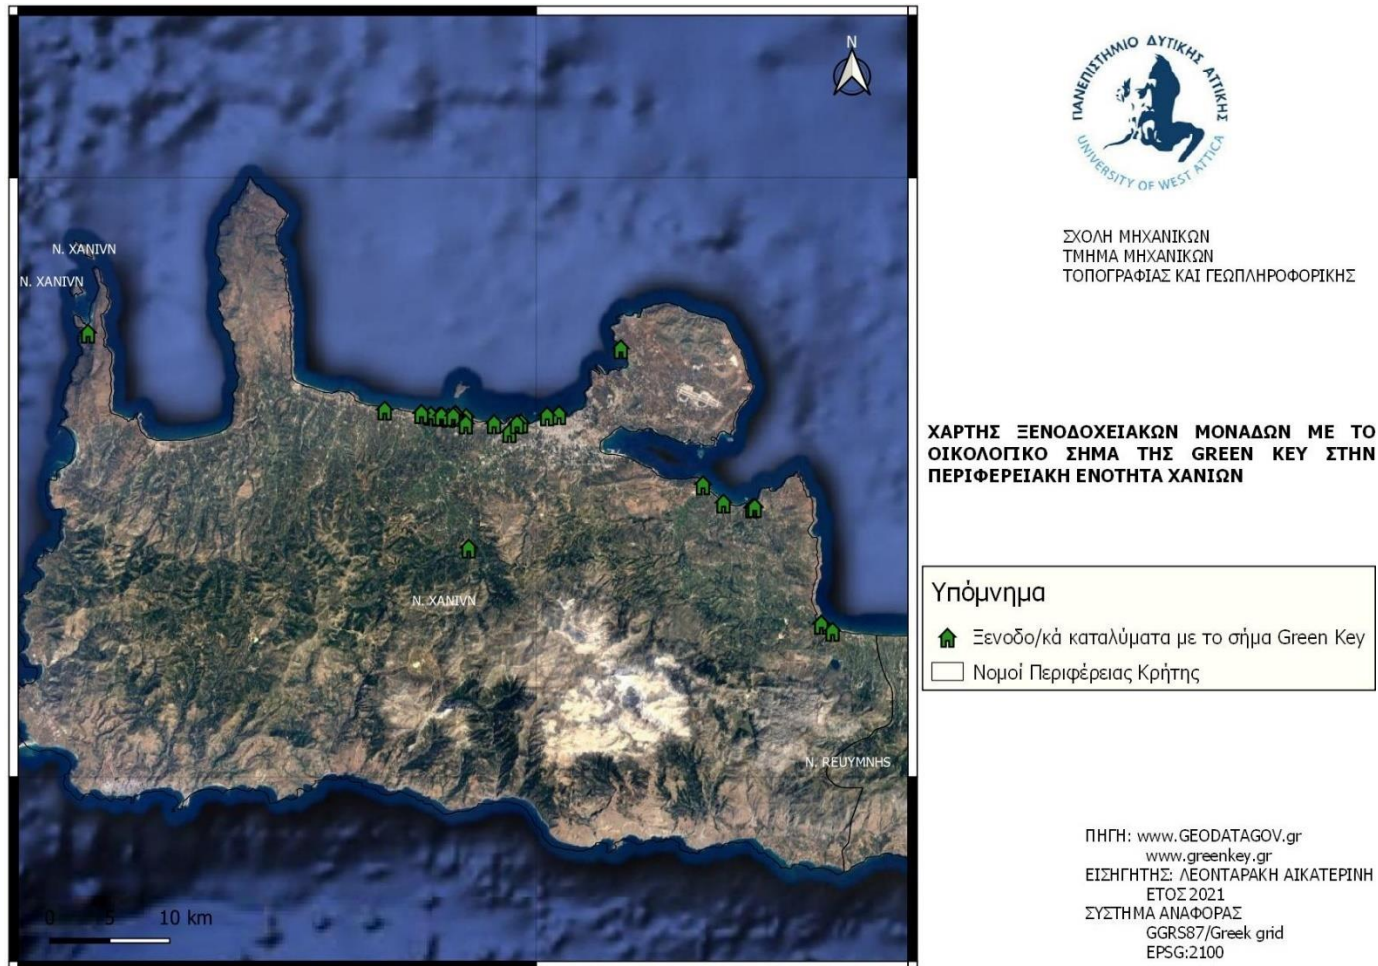 N
N. XANIVN
N. XANIVN
N. XANIVN
N. REUYMNHS
0 5 10 km
ΠΑΝΕΠΙΣΤΗΜΙΟ ΔΥΤΙΚΗΣ ΑΤΤΙΚΗΣ
UNIVERSITY OF WEST ATTICA
ΣΧΟΛΗ ΜΗΧΑΝΙΚΩΝ
ΤΜΗΜΑ ΜΗΧΑΝΙΚΩΝ
ΤΟΠΟΓΡΑΦΙΑΣ ΚΑΙ ΓΕΩΠΛΗΡΟΦΟΡΙΚΗΣ
ΧΑΡΤΗΣ ΞΕΝΟΔΟΧΕΙΑΚΩΝ ΜΟΝΑΔΩΝ ΜΕ ΤΟ
ΟΙΚΟΛΟΓΙΚΟ ΣΗΜΑ ΤΗΣ GREEN KEY ΣΤΗΝ
ΠΕΡΙΦΕΡΕΙΑΚΗ ΕΝΟΤΗΤΑ ΧΑΝΙΩΝ
Υπόμνημα
Ξενοδο/κά καταλύματα με το σήμα Green Key
Νομοί Περιφέρειας Κρήτης
ΠΗΓΗ: www.GEODATAGOV.gr
www.greenkey.gr
ΕΙΣΗΓΗΤΗΣ: ΛΕΟΝΤΑΡΑΚΗ ΑΙΚΑΤΕΡΙΝΗ
ΕΤΟΣ 2021
ΣΥΣΤΗΜΑ ΑΝΑΦΟΡΑΣ
GGRS87/Greek grid
EPSG:2100